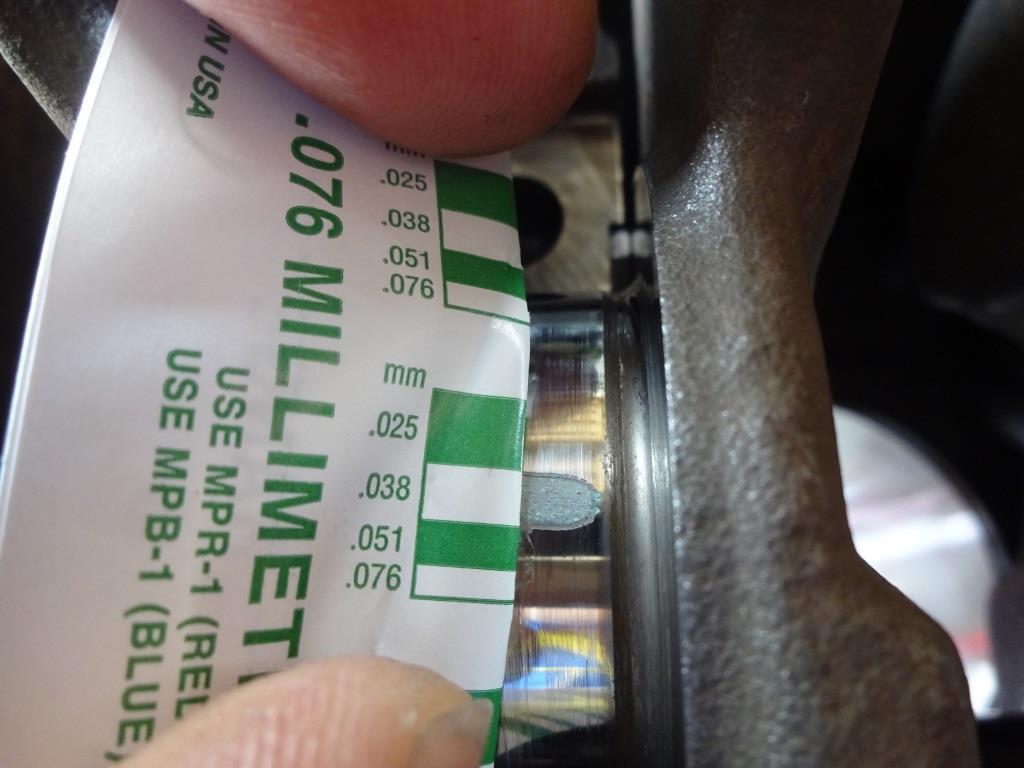 IN USA
.076 MILLIMET
USE MPR-1 (RE
USE MPB-1 (BLUE)
mm
.025
.038
.051
.076
mm
.025
.038
.051
.076